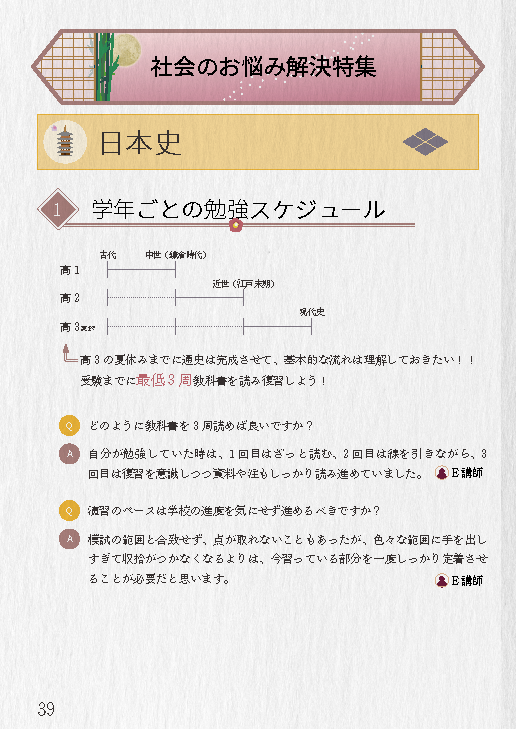 社会のお悩み解決特集
日本史
1 学年ごとの勉強スケジュール
古代 中世(鎌倉時代)
高1
近世(江戸末期)
高2
現代史
高3夏まで
高3の夏休みまでに通史は完成させて、基本的な流れは理解しておきたい！！
受験までに最低3周教科書を読み復習しよう！
Q どのように教科書を3周読めば良いですか？
A 自分が勉強していた時は、1回目はざっと読む、2回目は線を引きながら、3
回目は復習を意識しつつ資料や注もしっかり読み進めていました。 E講師
Q 演習のペースは学校の進度を気にせず進めるべきですか？
A 模試の範囲と合致せず、点が取れないこともあったが、色々な範囲に手を出し
すぎて収拾がつかなくなるよりは、今習っている部分を一度しっかり定着させ
ることが必要だと思います。 E講師
39